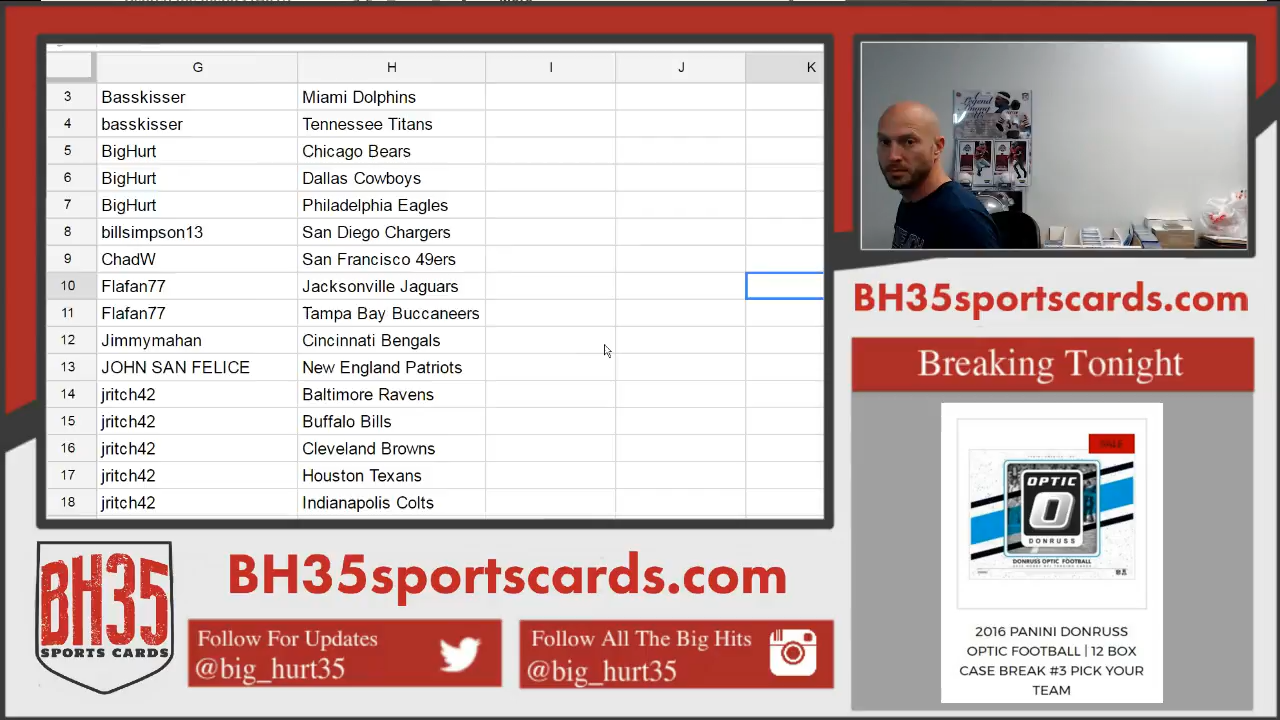 G H I J K
3 Basskisser Miami Dolphins
4 basskisser Tennessee Titans
5 BigHurt Chicago Bears
6 BigHurt Dallas Cowboys
7 BigHurt Philadelphia Eagles
8 billsimpson13 San Diego Chargers
9 ChadW San Francisco 49ers
10 Flafan77 Jacksonville Jaguars
11 Flafan77 Tampa Bay Buccaneers
12 Jimmymahan Cincinnati Bengals
13 JOHN SAN FELICE New England Patriots
14 jritch42 Baltimore Ravens
15 jritch42 Buffalo Bills
16 jritch42 Cleveland Browns
17 jritch42 Houston Texans
18 jritch42 Indianapolis Colts
BH35sportscards.com
Breaking Tonight
SALE
OPTIC
O
DONRUSS
DONRUSS OPTIC FOOTBALL
2016 PANINI DONRUSS
OPTIC FOOTBALL | 12 BOX
CASE BREAK #3 PICK YOUR
TEAM
BH35
SPORTS CARDS
BH35sportscards.com
Follow For Updates
@big_hurt35
Follow All The Big Hits
@big_hurt35